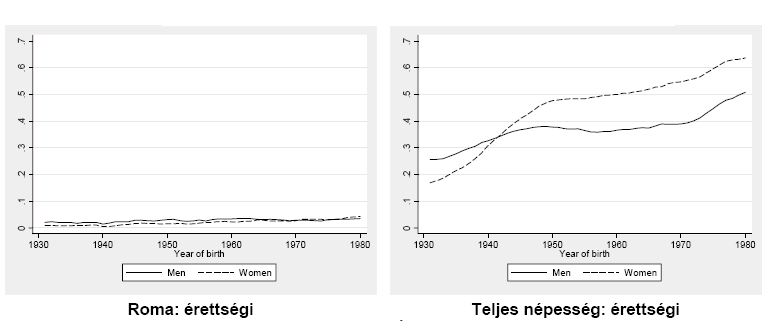 .7
.6
.5
.4
.3
.2
.1
0
1930 1940 1950 1960 1970 1980
Year of birth
Men Women
Roma: érettségi
.7
.6
.5
.4
.3
.2
.1
0
1930 1940 1950 1960 1970 1980
Year of birth
Men Women
Teljes népesség: érettségi